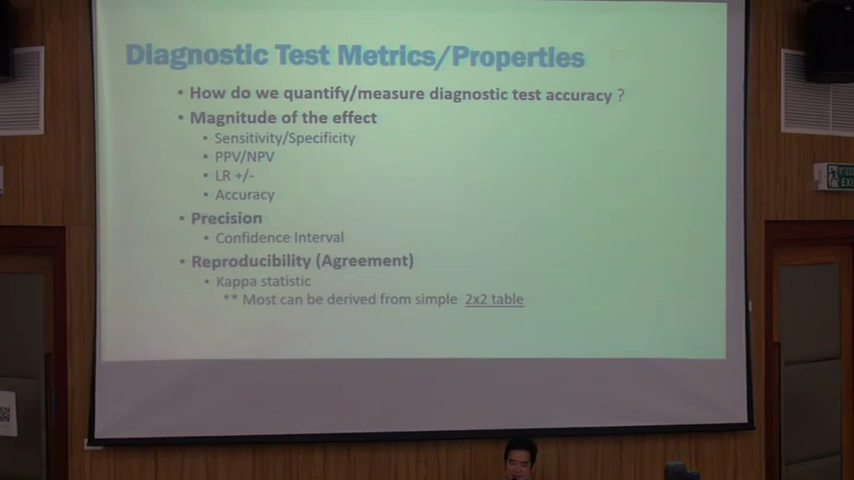 Diagnostic Test Metrics/Properties
• How do we quantify/measure diagnostic test accuracy ?
• Magnitude of the effect
• Sensitivity/Specificity
• PPV/NPV
• LR +/-
• Accuracy
• Precision
• Confidence Interval
• Reproducibility (Agreement)
• Kappa statistic
** Most can be derived from simple 2x2 table